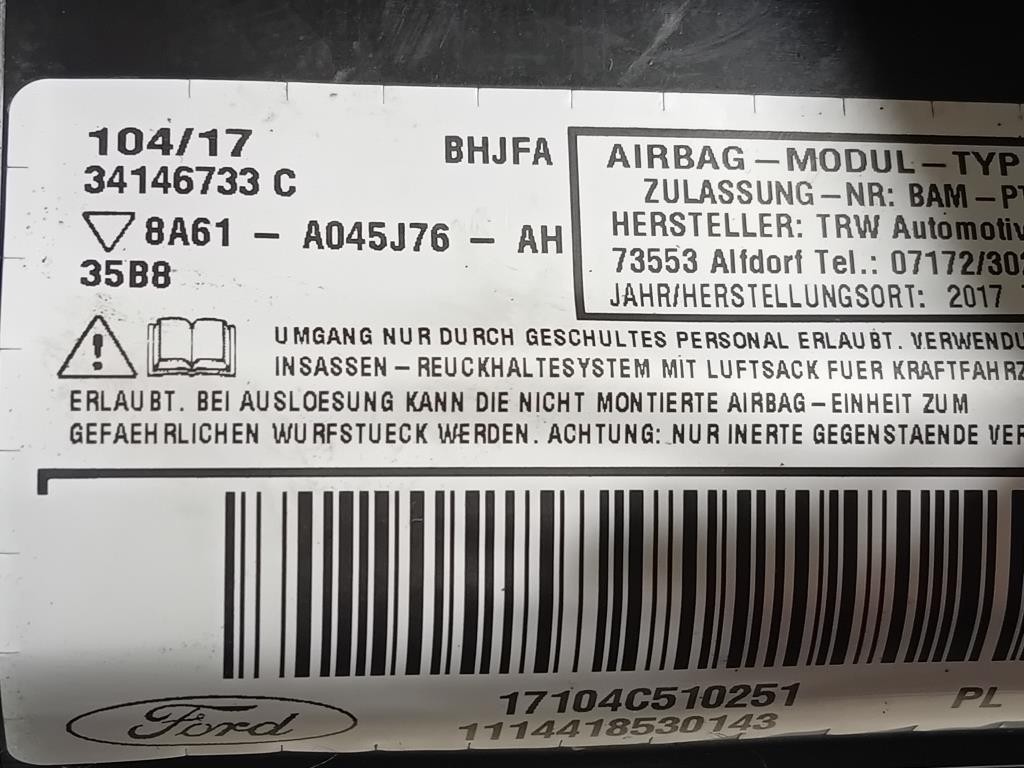 104/17
34146733 C
8A61 - A045J76 - AH
35B8
BHJFA
AIRBAG - MODUL - TYP
ZULASSUNG - NR: BAM - PT
HERSTELLER: TRW Automotiv
73553 Alfdorf Tel.: 07172/302
JAHR/HERSTELLUNGSORT: 2017
UMGANG NUR DURCH GESCHULTES PERSONAL ERLAUBT. VERWENDU
INSASSEN - REUCKHALTESYSTEM MIT LUFTSACK FUER KRAFTFAHRZ
ERLAUBT. BEI AUSLOESUNG KANN DIE NICHT MONTIERTE AIRBAG - EINHEIT ZUM
GEFAEHRLICHEN WURFSTUECK WERDEN. ACHTUNG: NUR INERTE GEGENSTAENDE VER
17104C510251
1114418530143
PL
Ford